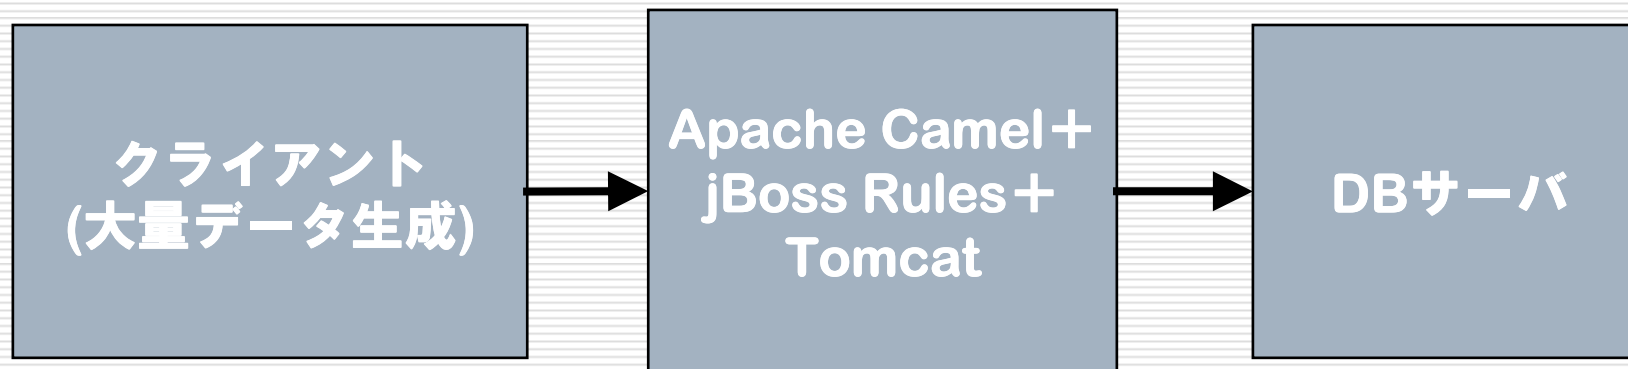 クライアント
(大量データ生成)
Apache Camel＋
jBoss Rules＋
Tomcat
DBサーバ